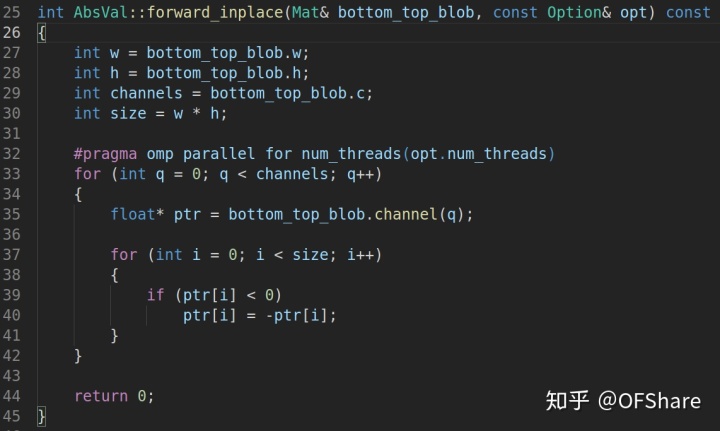 25 int AbsVal::forward_inplace(Mat& bottom_top_blob, const Option& opt) const
26 {
27     int w = bottom_top_blob.w;
28     int h = bottom_top_blob.h;
29     int channels = bottom_top_blob.c;
30     int size = w * h;
31
32     #pragma omp parallel for num_threads(opt.num_threads)
33     for (int q = 0; q < channels; q++)
34     {
35         float* ptr = bottom_top_blob.channel(q);
36
37         for (int i = 0; i < size; i++)
38         {
39             if (ptr[i] < 0)
40                 ptr[i] = -ptr[i];
41         }
42     }
43
44     return 0;
45 }
知乎 @OFShare